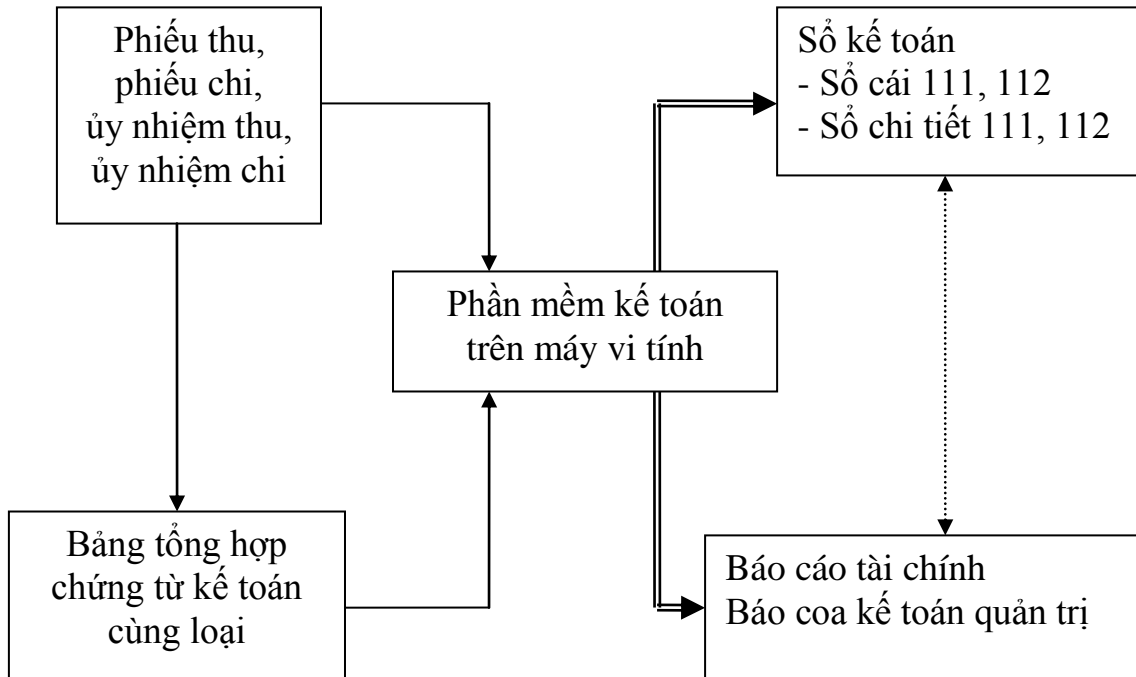 Phiếu thu,
phiếu chi,
ủy nhiệm thu,
ủy nhiệm chi
Sổ kế toán
- Sổ cái 111, 112
- Sổ chi tiết 111, 112
Phần mềm kế toán
trên máy vi tính
Bảng tổng hợp
chứng từ kế toán
cùng loại
Báo cáo tài chính
Báo coa kế toán quản trị